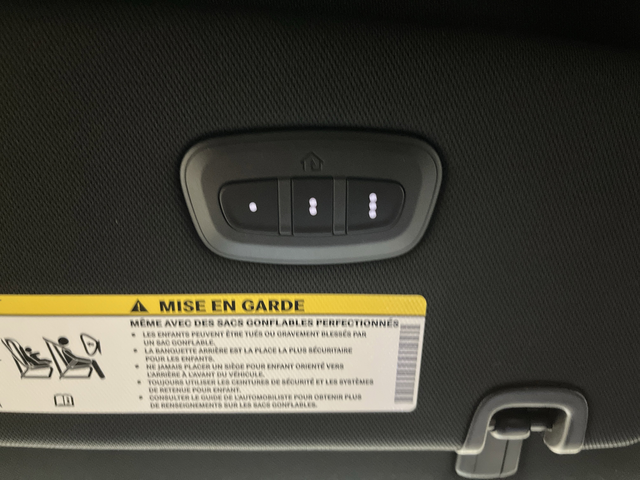 MISE EN GARDE
MÊME AVEC DES SACS GONFLABLES PERFECTIONNÉS
• LES ENFANTS PEUVENT ÊTRE TUÉS OU GRAVEMENT BLESSÉS PAR
UN SAC GONFLABLE.
• LA BANQUETTE ARRIÈRE EST LA PLACE LA PLUS SÉCURITAIRE
POUR LES ENFANTS.
• NE JAMAIS PLACER UN SIÈGE POUR ENFANT ORIENTÉ VERS
L'ARRIÈRE À L'AVANT DU VÉHICULE.
• TOUJOURS UTILISER LES CEINTURES DE SÉCURITÉ ET LES SYSTÈMES
DE RETENUE POUR ENFANT.
• CONSULTER LE GUIDE DE L'AUTOMOBILISTE POUR OBTENIR PLUS
DE RENSEIGNEMENTS SUR LES SACS GONFLABLES.